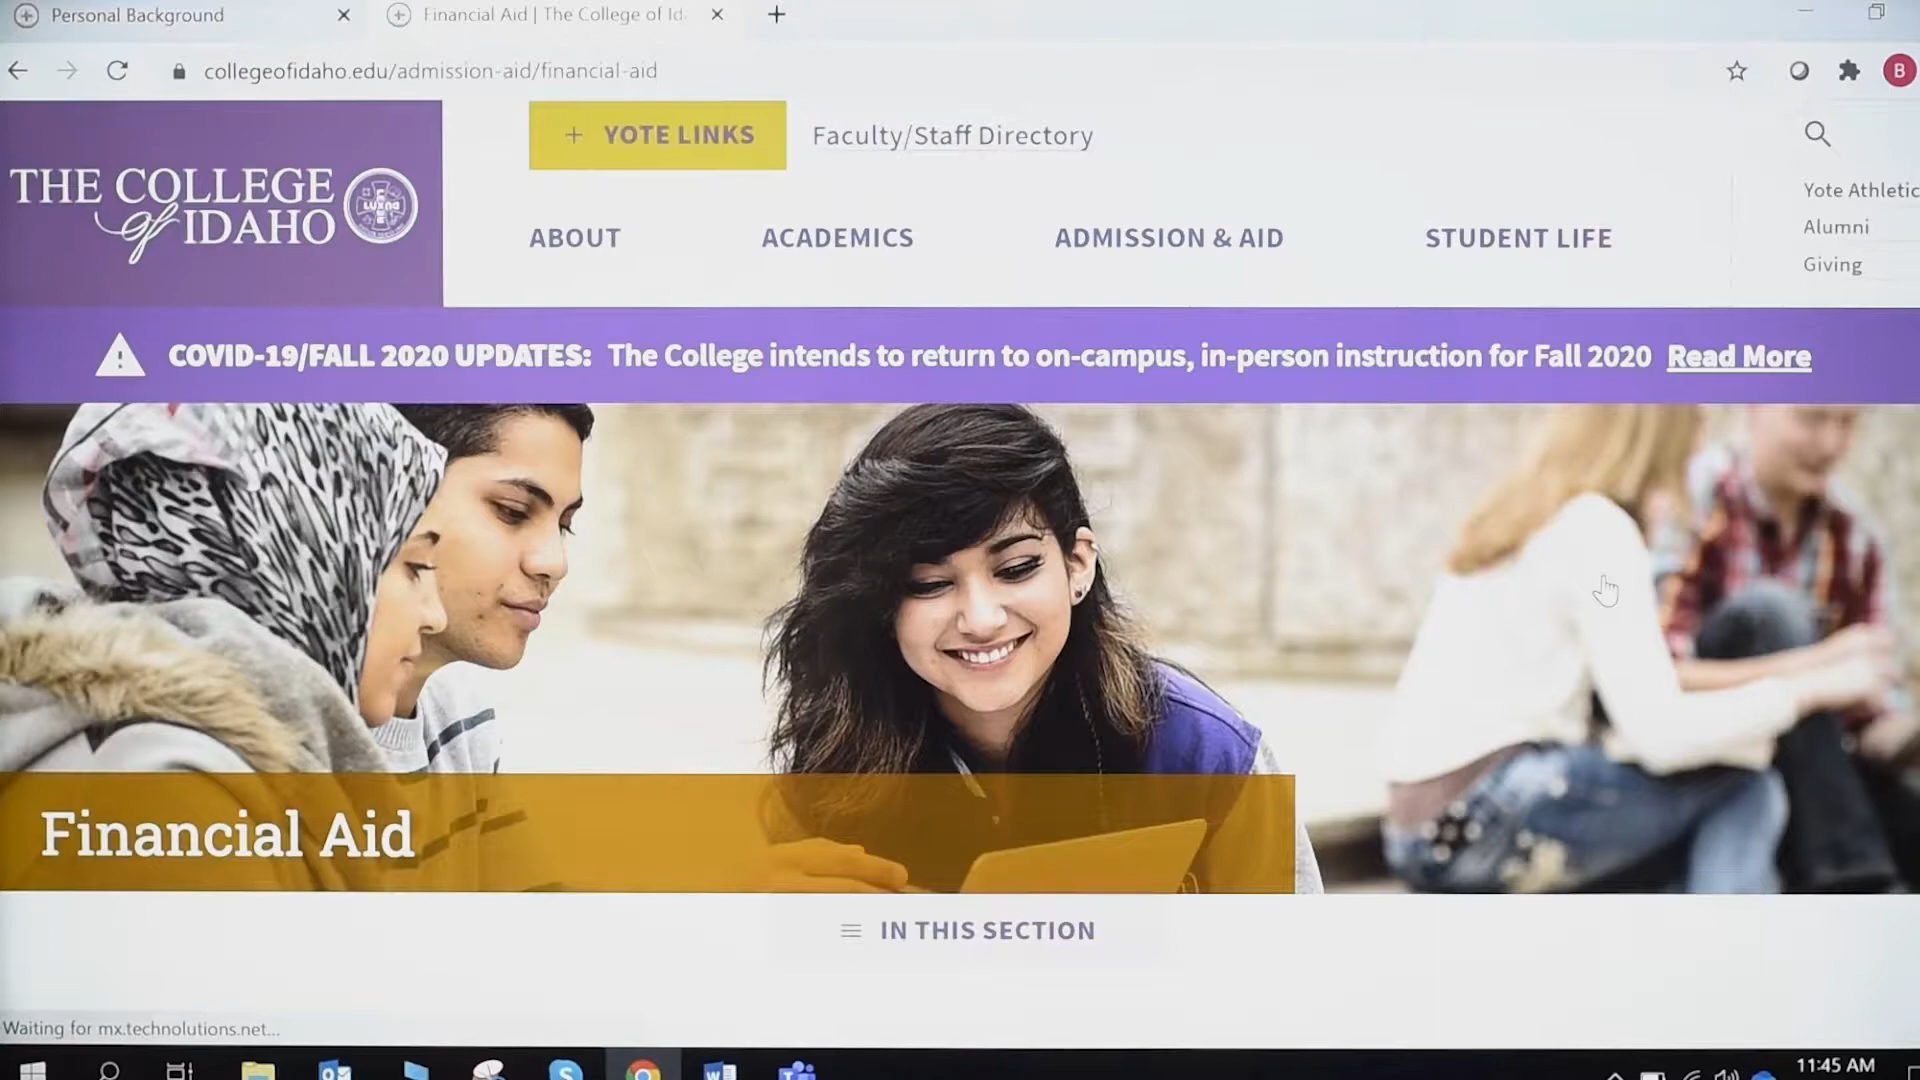 Personal Background
Financial Aid | The College of Id
collegeofidaho.edu/admission-aid/financial-aid
B
+ YOTE LINKS
Faculty/Staff Directory
THE COLLEGE
of IDAHO
Yote Athletic
Alumni
Giving
ABOUT
ACADEMICS
ADMISSION & AID
STUDENT LIFE
COVID-19/FALL 2020 UPDATES: The College intends to return to on-campus, in-person instruction for Fall 2020 Read More
Financial Aid
IN THIS SECTION
Waiting for mx.technolutions.net...
11:45 AM